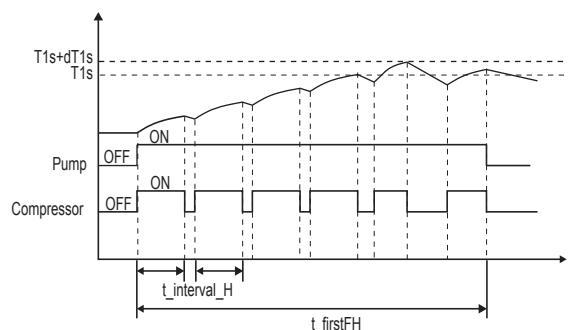 T1s+dT1s
T1s
ON
Pump OFF
ON
Compressor OFF
t_interval_H
t_firstFH